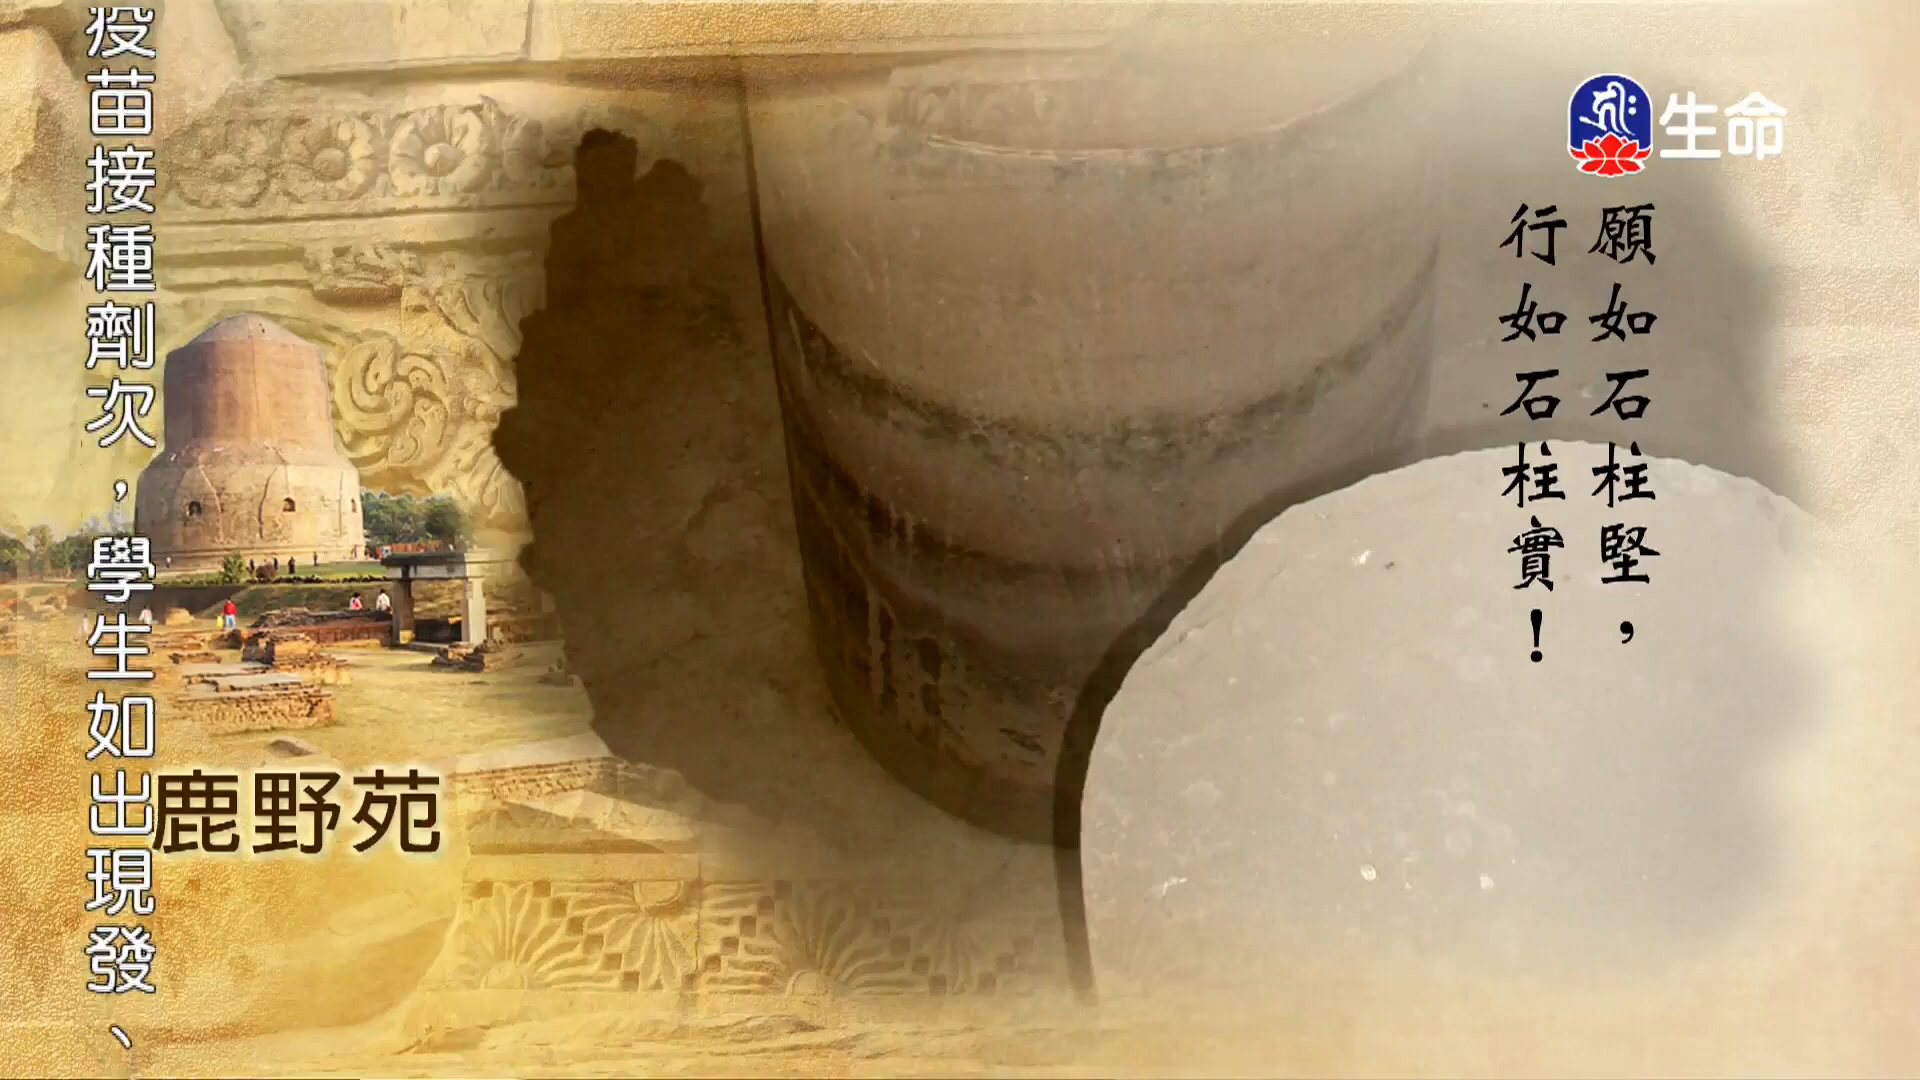 生命
願如石柱堅，
行如石柱實！
疫苗接種劑次，學生如出現發、
鹿野苑